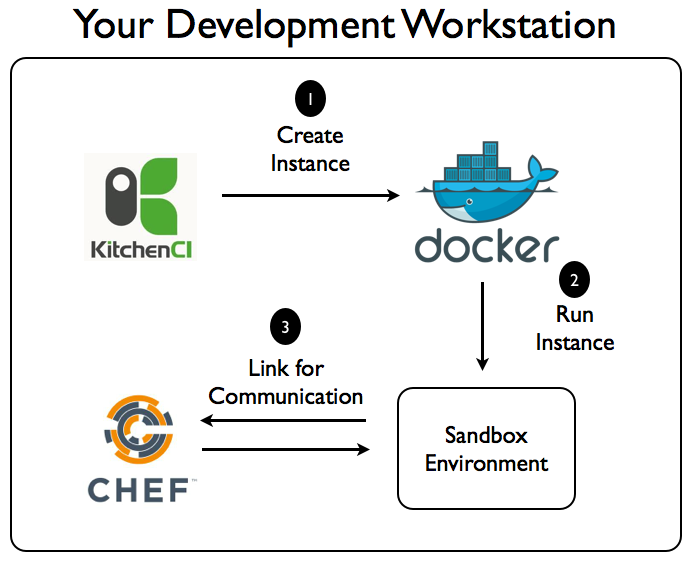 Your Development Workstation
1
Create
Instance
KitchenCI
docker
2
Run
Instance
3
Link for
Communication
CHEF™
Sandbox
Environment